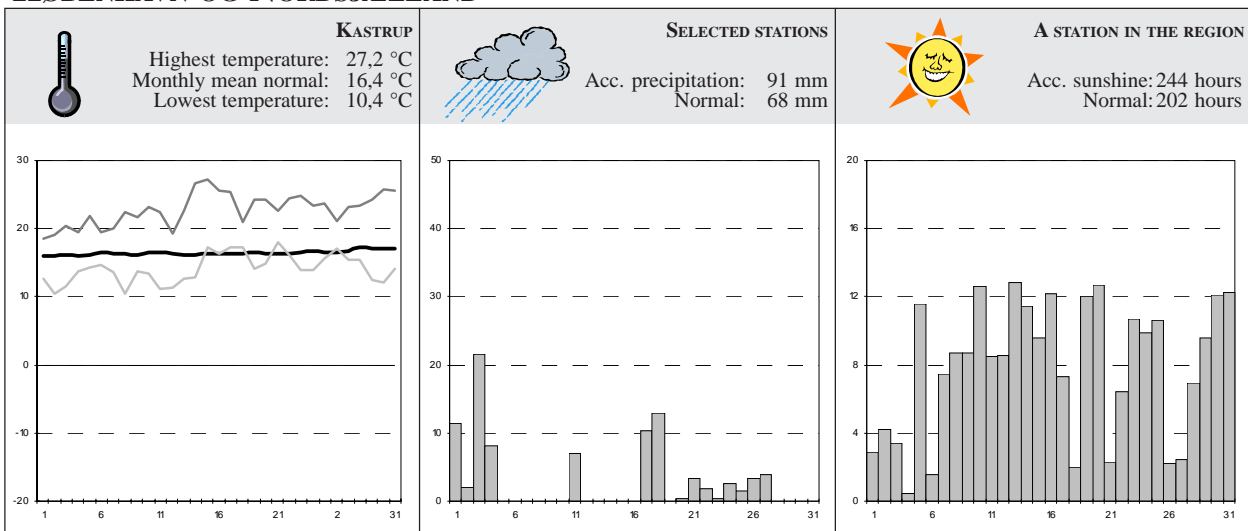 KASTRUP
Highest temperature: 27,2 °C
Monthly mean normal: 16,4 °C
Lowest temperature: 10,4 °C
SELECTED STATIONS
Acc. precipitation: 91 mm
Normal: 68 mm
A STATION IN THE REGION
Acc. sunshine: 244 hours
Normal: 202 hours
30
20
10
0
-10
-20
1 6 11 16 21 2 31
50
40
30
20
10
0
1 6 11 16 21 26 31
20
16
12
8
4
0
1 6 11 16 21 26 31